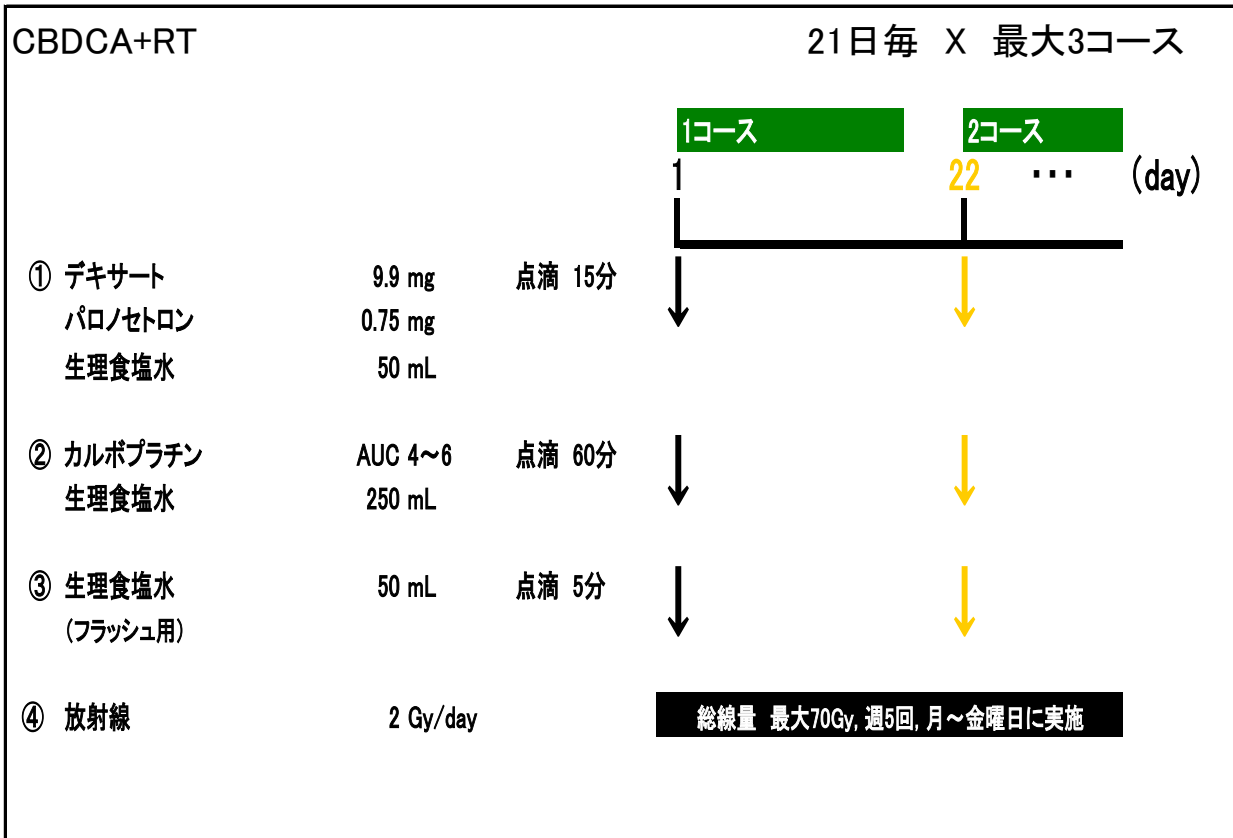 CBDCA+RT 21日毎 X 最大3コース
1コース 2コース
1 22 ･･･ (day)
① デキサート 9.9 mg 点滴 15分
パロノセトロン 0.75 mg
生理食塩水 50 mL
② カルボプラチン AUC 4~6 点滴 60分
生理食塩水 250 mL
③ 生理食塩水 50 mL 点滴 5分
(フラッシュ用)
④ 放射線 2 Gy/day 総線量 最大70Gy, 週5回, 月~金曜日に実施